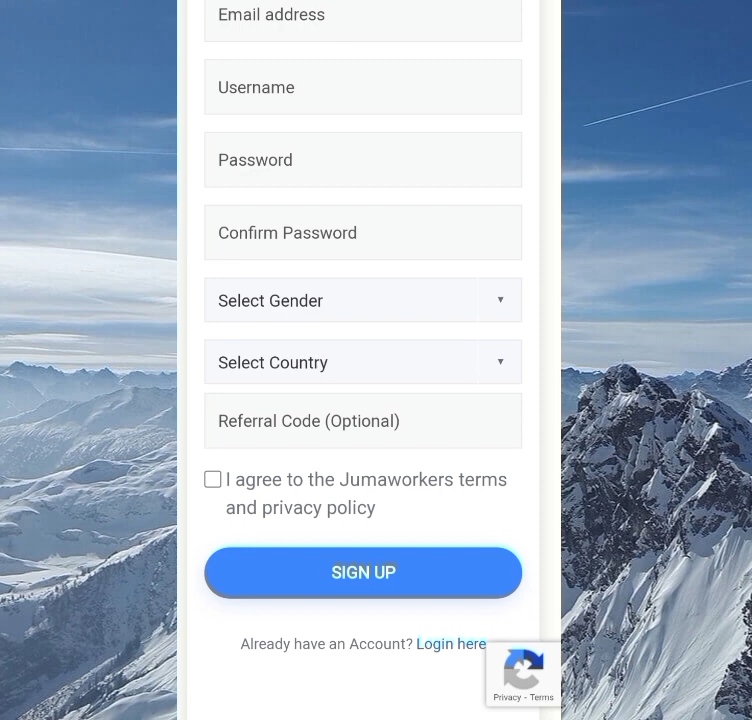 Email address
Username
Password
Confirm Password
Select Gender
Select Country
Referral Code (Optional)
I agree to the Jumaworkers terms
and privacy policy
SIGN UP
Already have an Account? Login here
Privacy - Terms